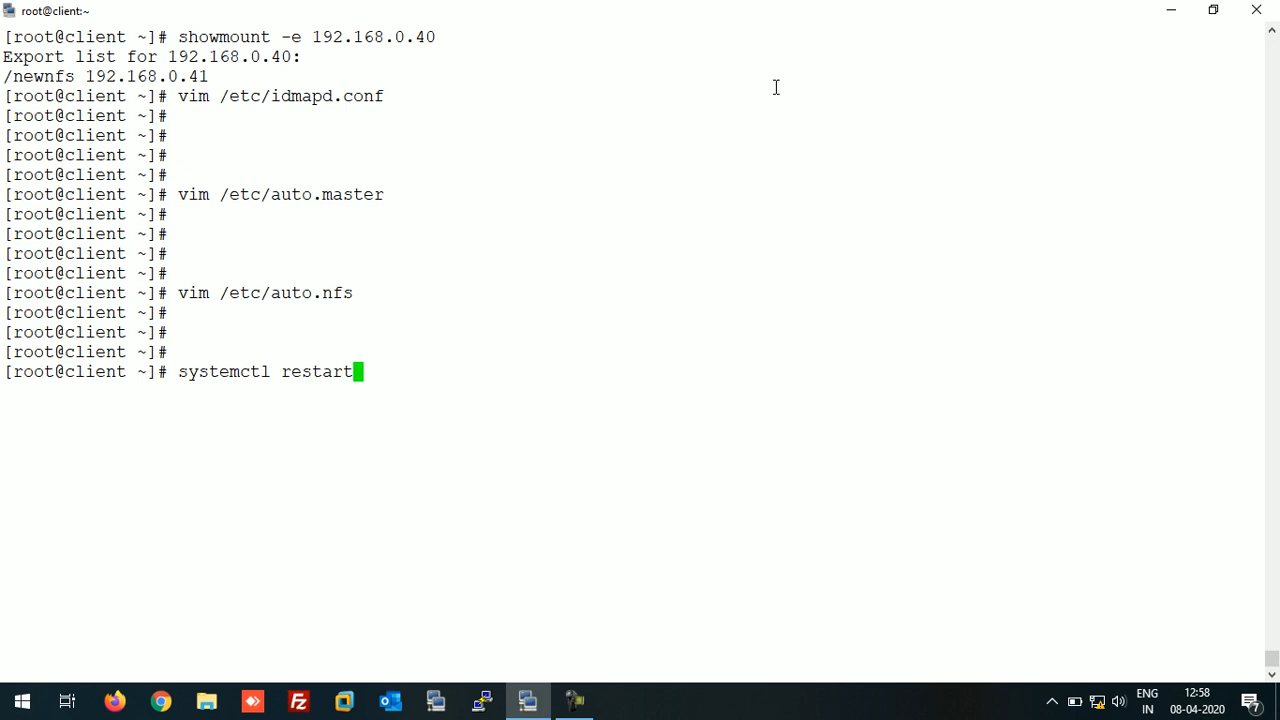 root@client:~
[root@client ~]# showmount -e 192.168.0.40
Export list for 192.168.0.40:
/newnfs 192.168.0.41
[root@client ~]# vim /etc/idmapd.conf
[root@client ~]#
[root@client ~]#
[root@client ~]#
[root@client ~]#
[root@client ~]# vim /etc/auto.master
[root@client ~]#
[root@client ~]#
[root@client ~]#
[root@client ~]#
[root@client ~]# vim /etc/auto.nfs
[root@client ~]#
[root@client ~]#
[root@client ~]#
[root@client ~]# systemctl restart
ENG
IN
12:58
08-04-2020
7